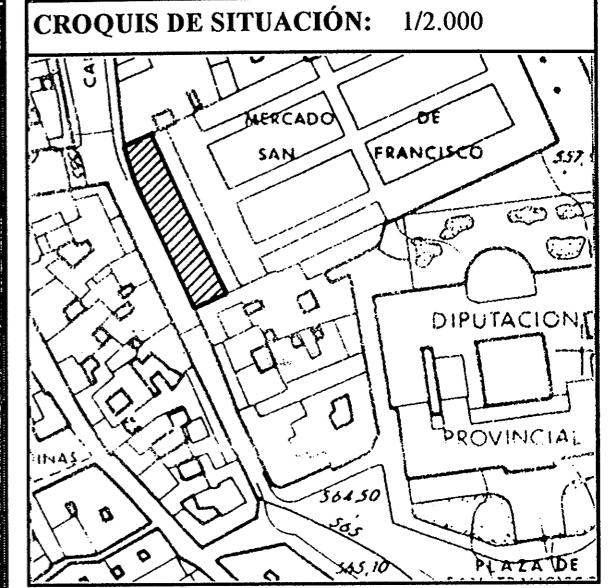 CROQUIS DE SITUACIÓN: 1/2.000
CA
MERCADO DE
SAN FRANCISCO
557,
DIPUTACION
PROVINCIAL
INAS
564,50
565
565,10
PLAZA DE